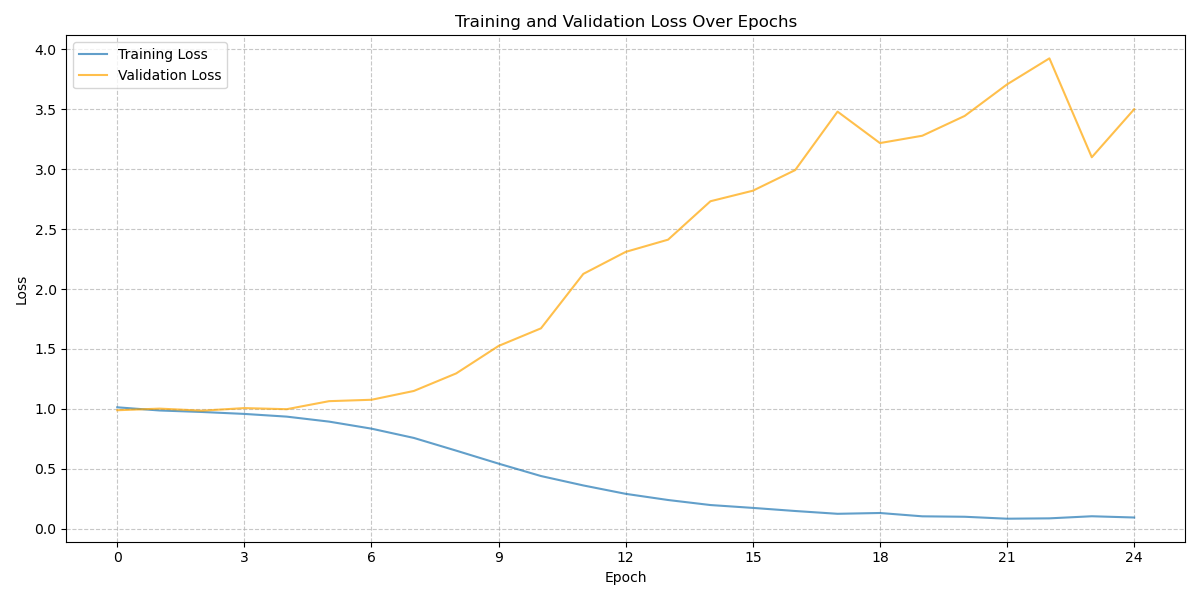 Training and Validation Loss Over Epochs
Training Loss
Validation Loss
4.0
3.5
3.0
2.5
2.0
1.5
1.0
0.5
0.0
Loss
0 3 6 9 12 15 18 21 24
Epoch